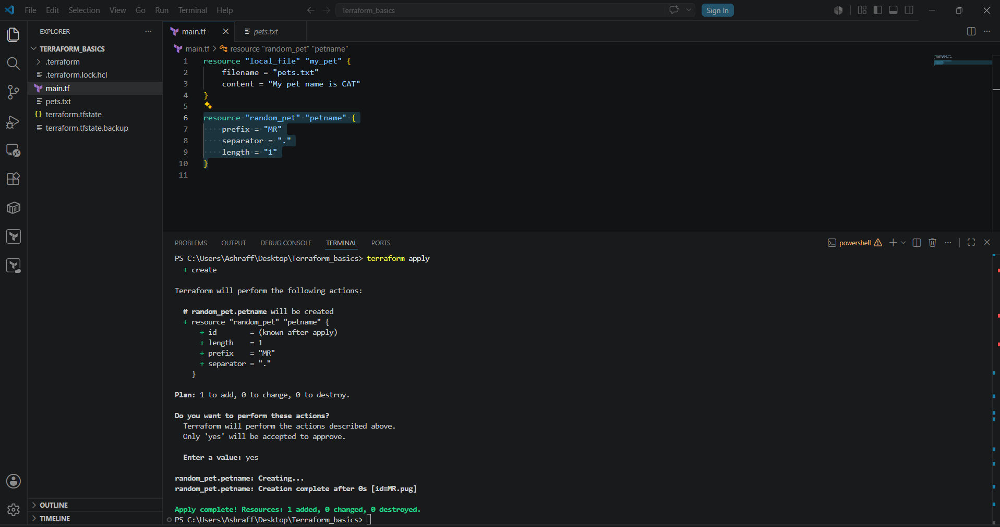 File Edit Selection View Go Run Terminal Help
Terraform_basics
Sign In
EXPLORER
TERRAFORM_BASICS
.terraform
.terraform.lock.hcl
main.tf
pets.txt
terraform.tfstate
terraform.tfstate.backup
OUTLINE
TIMELINE
main.tf
pets.txt
main.tf > resource "random_pet" "petname"
1 resource "local_file" "my_pet" {
2 filename = "pets.txt"
3 content = "My pet name is CAT"
4 }
5
6 resource "random_pet" "petname" {
7 prefix = "MR"
8 separator = "."
9 length = "1"
10 }
11
PROBLEMS OUTPUT DEBUG CONSOLE TERMINAL PORTS
powershell
PS C:\Users\Ashraff\Desktop\Terraform_basics> terraform apply
+ create
Terraform will perform the following actions:
# random_pet.petname will be created
+ resource "random_pet" "petname" {
+ id = (known after apply)
+ length = 1
+ prefix = "MR"
+ separator = "."
}
Plan: 1 to add, 0 to change, 0 to destroy.
Do you want to perform these actions?
Terraform will perform the actions described above.
Only 'yes' will be accepted to approve.
Enter a value: yes
random_pet.petname: Creating...
random_pet.petname: Creation complete after 0s [id=MR.pug]
Apply complete! Resources: 1 added, 0 changed, 0 destroyed.
PS C:\Users\Ashraff\Desktop\Terraform_basics>